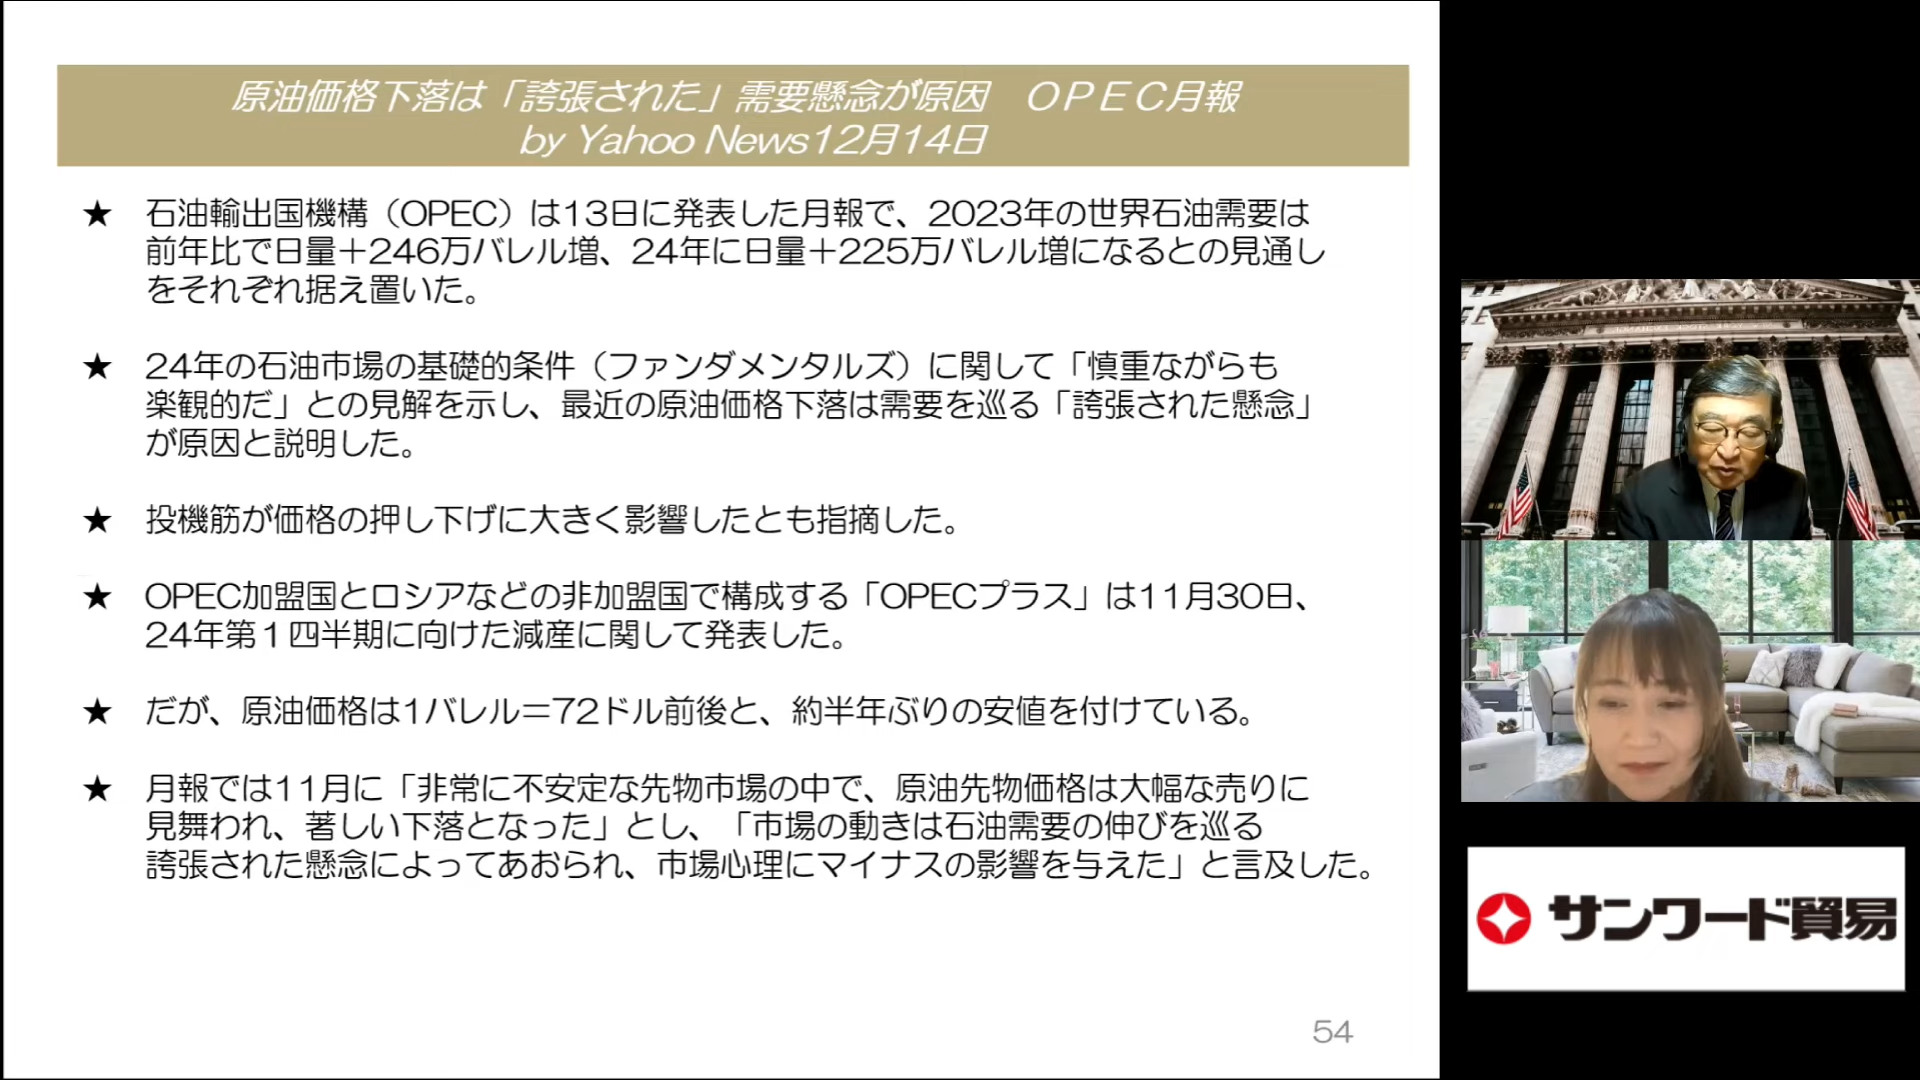 原油価格下落は「誇張された」需要懸念が原因　ＯＰＥＣ月報
by Yahoo News12月14日
★ 石油輸出国機構（OPEC）は13日に発表した月報で、2023年の世界石油需要は
前年比で日量＋246万バレル増、24年に日量＋225万バレル増になるとの見通し
をそれぞれ据え置いた。
★ 24年の石油市場の基礎的条件（ファンダメンタルズ）に関して「慎重ながらも
楽観的だ」との見解を示し、最近の原油価格下落は需要を巡る「誇張された懸念」
が原因と説明した。
★ 投機筋が価格の押し下げに大きく影響したとも指摘した。
★ OPEC加盟国とロシアなどの非加盟国で構成する「OPECプラス」は11月30日、
24年第１四半期に向けた減産に関して発表した。
★ だが、原油価格は1バレル＝72ドル前後と、約半年ぶりの安値を付けている。
★ 月報では11月に「非常に不安定な先物市場の中で、原油先物価格は大幅な売りに
見舞われ、著しい下落となった」とし、「市場の動きは石油需要の伸びを巡る
誇張された懸念によってあおられ、市場心理にマイナスの影響を与えた」と言及した。
54
サンワード貿易